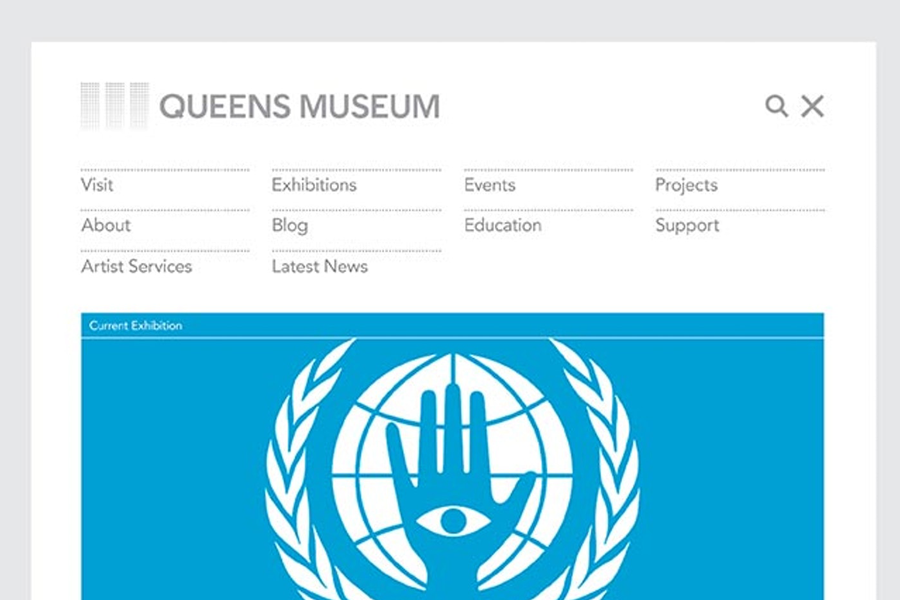 QUEENS MUSEUM
Visit Exhibitions Events Projects
About Blog Education Support
Artist Services Latest News
Current Exhibition